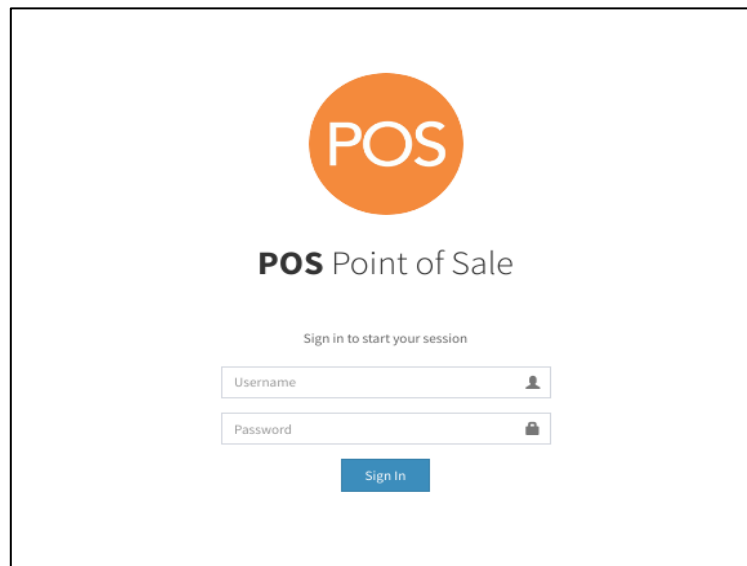 POS
POS Point of Sale
Sign in to start your session
Username
Password
Sign In